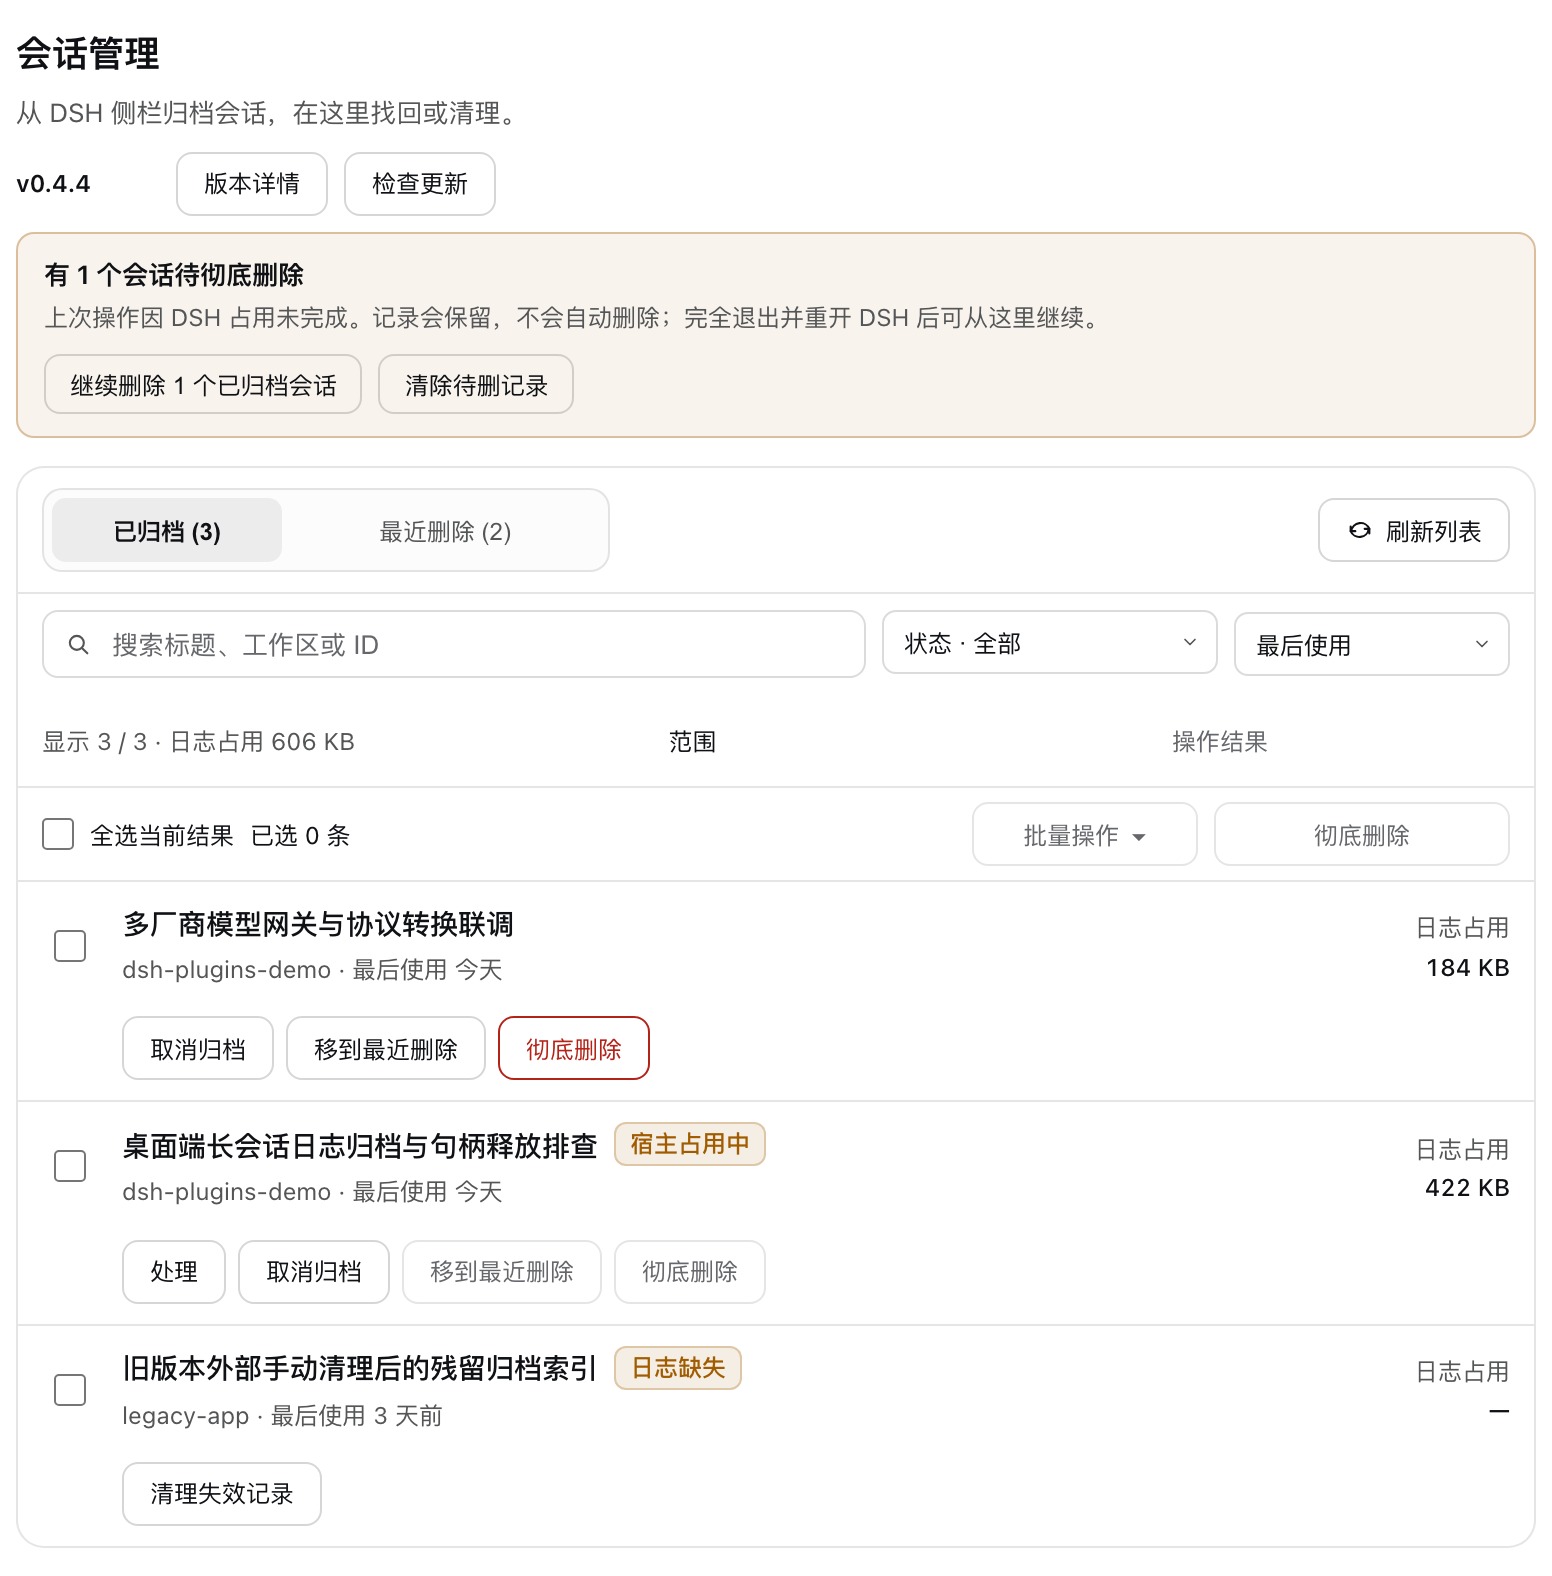 会话管理
从 DSH 侧栏归档会话，在这里找回或清理。
v0.4.4 版本详情 检查更新
有 1 个会话待彻底删除
上次操作因 DSH 占用未完成。记录会保留，不会自动删除；完全退出并重开 DSH 后可从这里继续。
继续删除 1 个已归档会话 清除待删记录
已归档 (3) 最近删除 (2) 刷新列表
搜索标题、工作区或 ID 状态 · 全部 最后使用
显示 3 / 3 · 日志占用 606 KB 范围 操作结果
全选当前结果 已选 0 条 批量操作 彻底删除
多厂商模型网关与协议转换联调 日志占用
dsh-plugins-demo · 最后使用 今天 184 KB
取消归档 移到最近删除 彻底删除
桌面端长会话日志归档与句柄释放排查 宿主占用中 日志占用
dsh-plugins-demo · 最后使用 今天 422 KB
处理 取消归档 移到最近删除 彻底删除
旧版本外部手动清理后的残留归档索引 日志缺失 日志占用
legacy-app · 最后使用 3 天前 —
清理失效记录